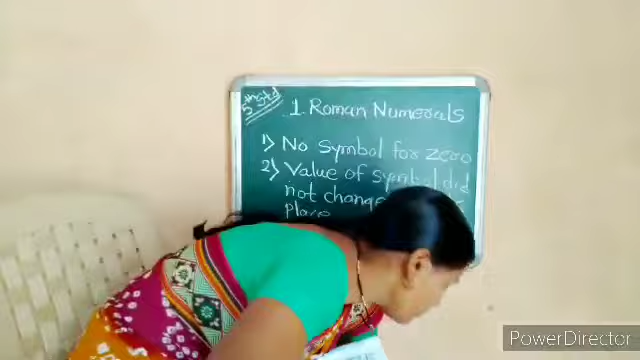 5th Std
1. Roman Numerals
1) No Symbol for zero
2) Value of symbol did
not change
place
PowerDirector